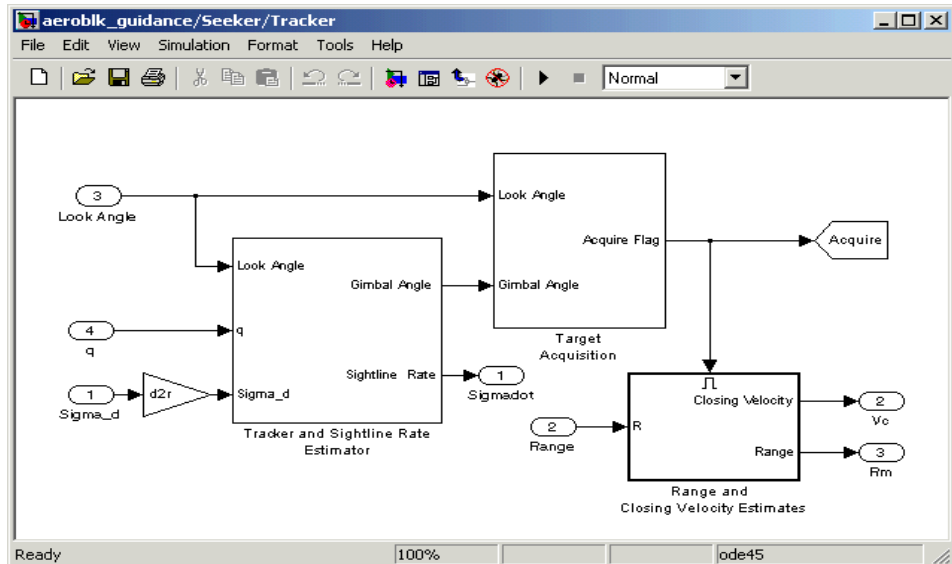 aeroblk_guidance/Seeker/Tracker
File Edit View Simulation Format Tools Help
Normal
3
Look Angle
Look Angle
Acquire Flag
Gimbal Angle
Target
Acquisition
Acquire
Look Angle
Gimbal Angle
q
Sightline Rate
Sigma_d
Tracker and Sightline Rate
Estimator
4
q
1
Sigma_d
d2r
1
Sigmadot
2
Range
Closing Velocity
R
Range
Range and
Closing Velocity Estimates
2
Vc
3
Rm
Ready 100% ode45